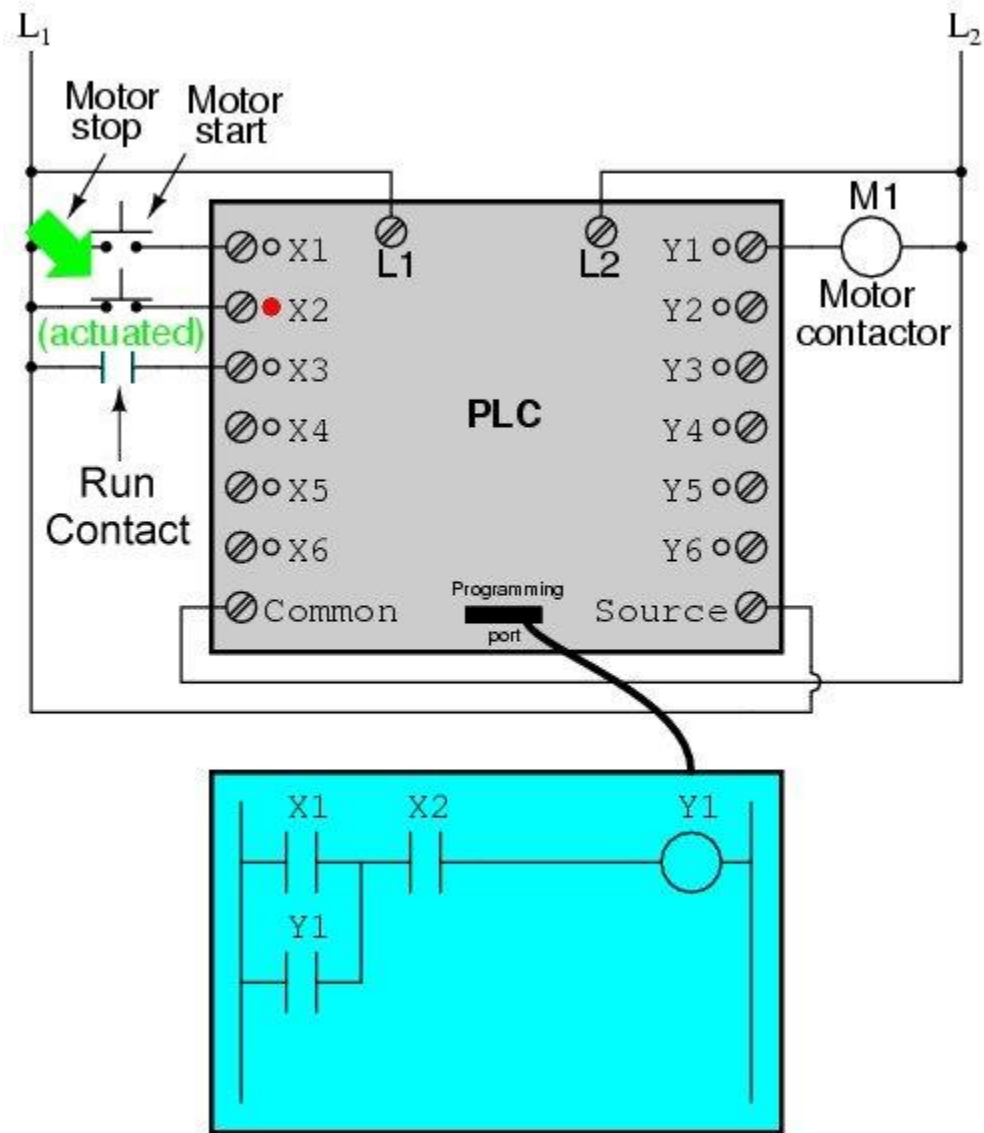 L1
L2
Motor stop
Motor start
M1
L1
L2
X1
Y1
X2
Y2
Motor contactor
(actuated)
X3
Y3
PLC
X4
Y4
Run Contact
X5
Y5
X6
Y6
Programming port
Common
Source
X1
X2
Y1
Y1